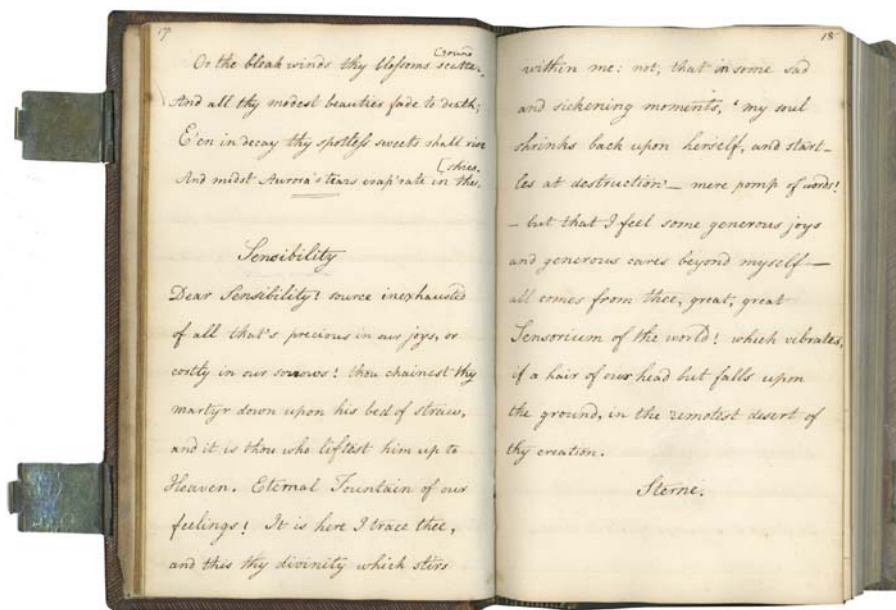 17
[round
Or the bleak winds thy blossoms scatter
And all thy modest beauties fade to death;
E'en in decay thy spotless sweets shall rise
[skies.
And midst Aurora's tears evap'rate in the
Sensibility
Dear Sensibility! source inexhausted
of all that's precious in our joys, or
costly in our sorrows! thou chainest thy
martyr down upon his bed of straw,
and it is thou who liftest him up to
Heaven. Eternal Fountain of our
feelings! It is here I trace thee,
and this thy divinity which stirs
18
within me: not, that in some sad
and sickening moments, 'my soul
shrinks back upon herself, and start-
les at destruction' — mere pomp of words!
- but that I feel some generous joys
and generous cares beyond myself —
all comes from thee, great, great
Sensorium of the world! which vibrates,
if a hair of our head but falls upon
the ground, in the remotest desert of
thy creation.
Sterne.